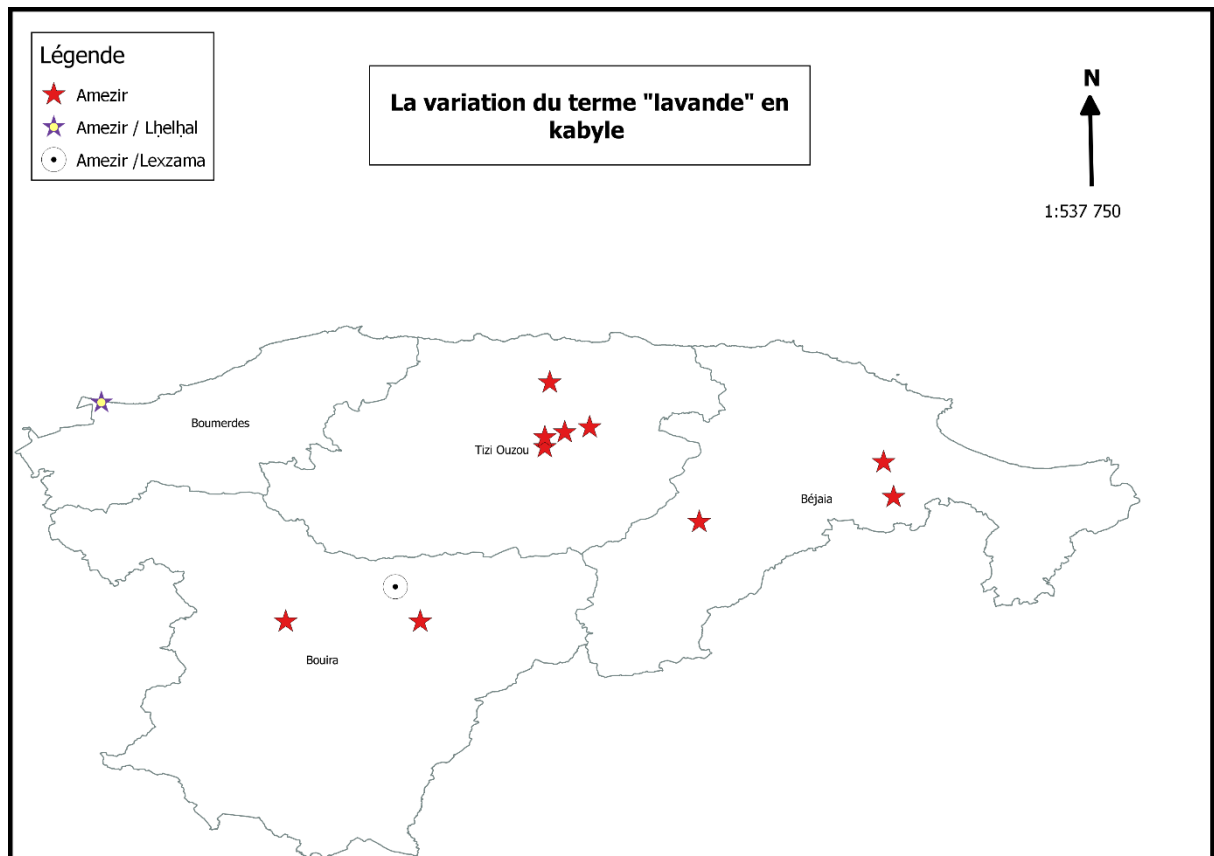 Légende
Amezir
Amezir / Lḥelḥal
Amezir /Lexzama
La variation du terme "lavande" en
kabyle
N
1:537 750
Boumerdes
Tizi Ouzou
Béjaia
Bouira